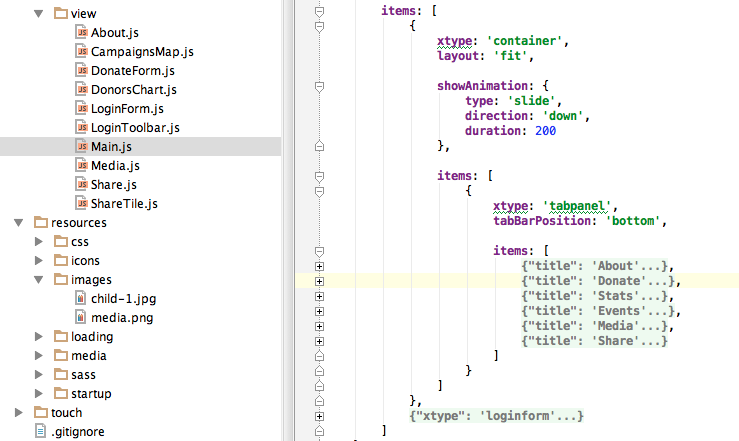 view
About.js
CampaignsMap.js
DonateForm.js
DonorsChart.js
LoginForm.js
LoginToolbar.js
Main.js
Media.js
Share.js
ShareTile.js
resources
css
icons
images
child-1.jpg
media.png
loading
media
sass
startup
touch
.gitignore
items: [
{
xtype: 'container',
layout: 'fit',
showAnimation: {
type: 'slide',
direction: 'down',
duration: 200
},
items: [
{
xtype: 'tabpanel',
tabBarPosition: 'bottom',
items: [
{"title": 'About'...},
{"title": 'Donate'...},
{"title": 'Stats'...},
{"title": 'Events'...},
{"title": 'Media'...},
{"title": 'Share'...}
]
}
]
},
{"xtype": 'loginform'...}
]